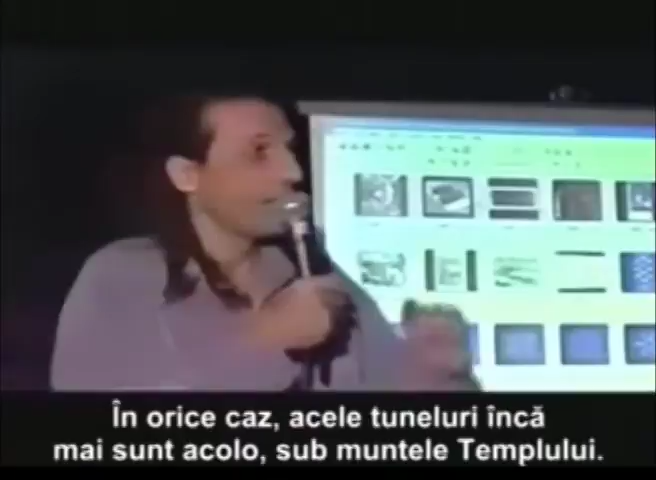 În orice caz, acele tuneluri încă
mai sunt acolo, sub muntele Templului.